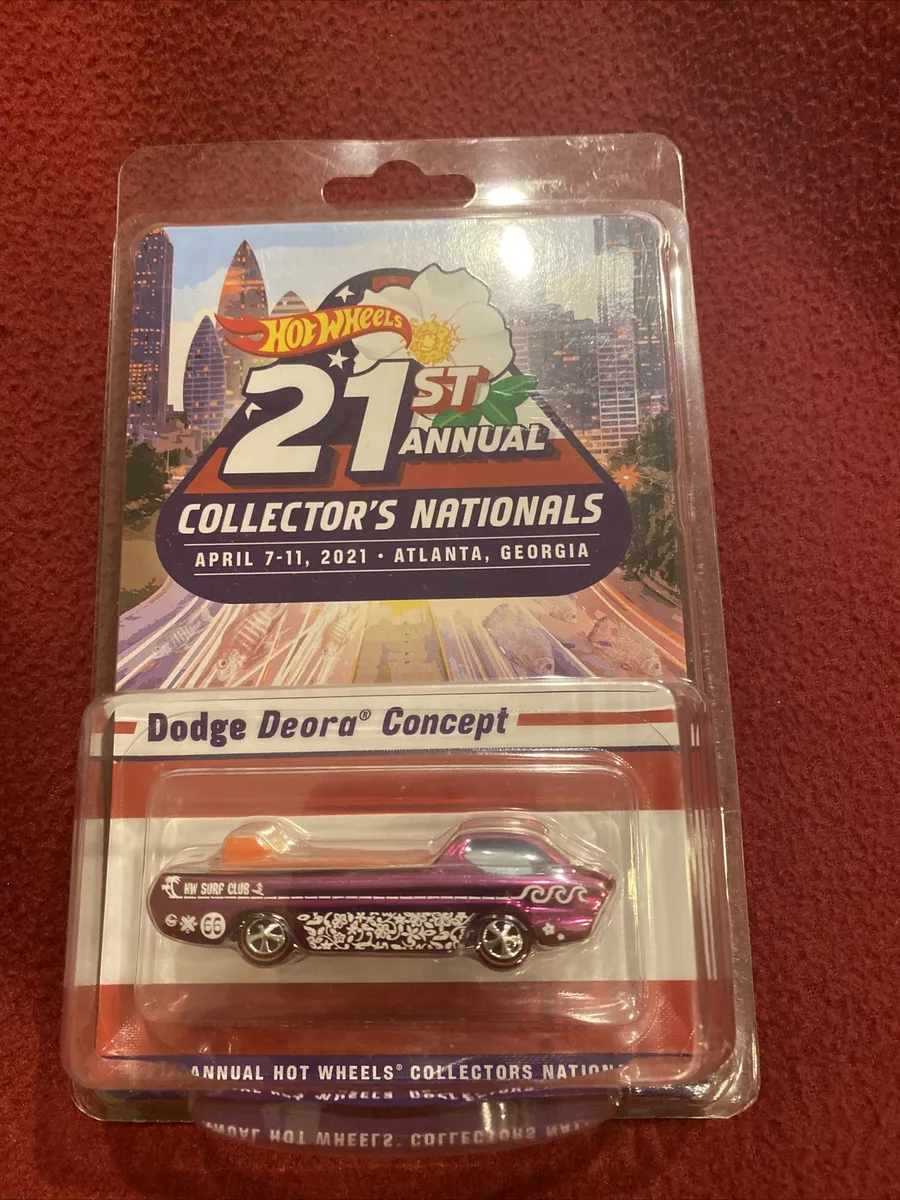 HOT WHEELS
21ST
ANNUAL
COLLECTOR'S NATIONALS
APRIL 7-11, 2021 • ATLANTA, GEORGIA
Dodge Deora® Concept
HW SURF CLUB
66
ANNUAL HOT WHEELS® COLLECTORS NATION